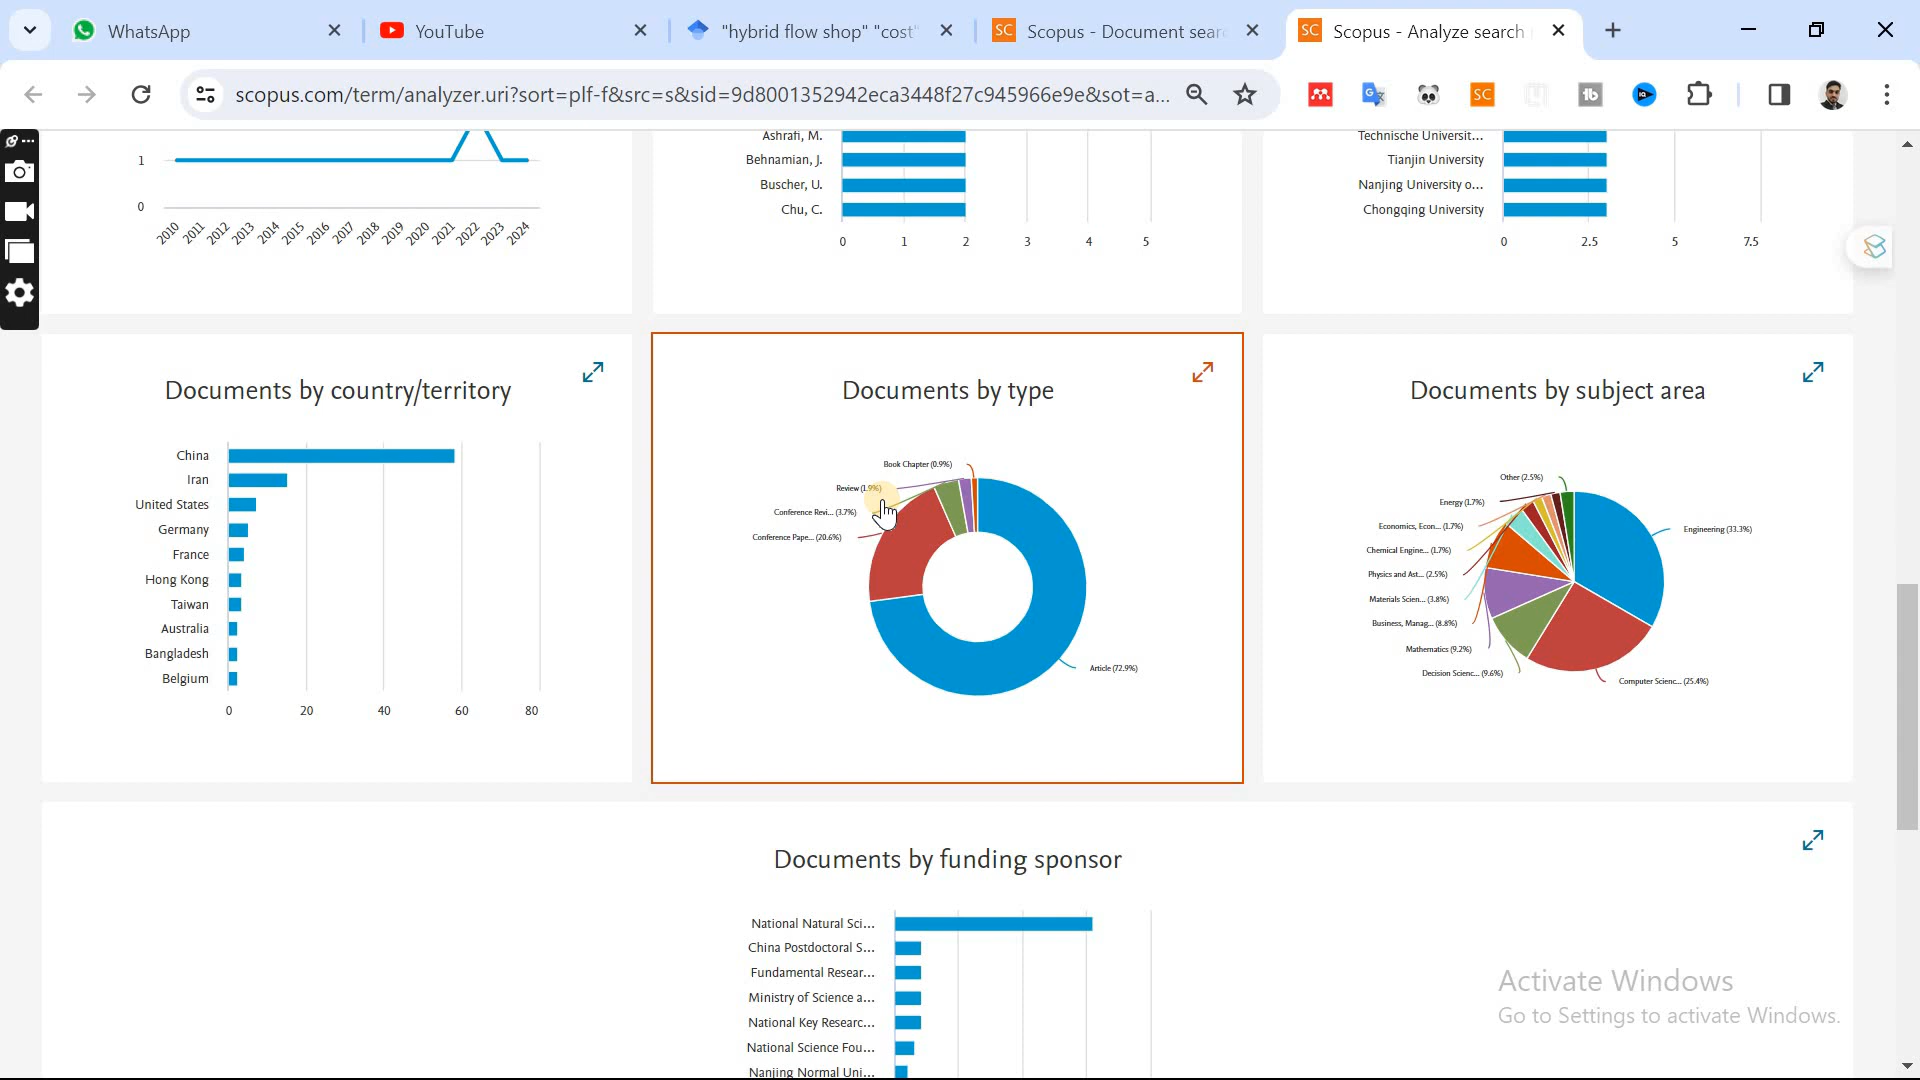 WhatsApp
YouTube
"hybrid flow shop" "cost"
SC
Scopus - Document sear
SC
Scopus - Analyze search
scopus.com/term/analyzer.uri?sort=plf-f&src=s&sid=9d8001352942eca3448f27c945966e9e&sot=a...
SC
1
0
2010
2011
2012
2013
2014
2015
2016
2017
2018
2019
2020
2021
2022
2023
2024
Ashrafi, M.
Behnamian, J.
Buscher, U.
Chu, C.
0 1 2 3 4 5
Technische Universit...
Tianjin University
Nanjing University o...
Chongqing University
0 2.5 5 7.5
Documents by country/territory
China
Iran
United States
Germany
France
Hong Kong
Taiwan
Australia
Bangladesh
Belgium
0 20 40 60 80
Documents by type
Book Chapter (0.9%)
Review (1.9%)
Conference Revi... (3.7%)
Conference Pape... (20.6%)
Article (72.9%)
Documents by subject area
Other (2.5%)
Energy (1.7%)
Economics, Econ... (1.7%)
Chemical Engine... (1.7%)
Physics and Ast... (2.5%)
Materials Scien... (3.8%)
Business, Manag... (8.8%)
Mathematics (9.2%)
Decision Scienc... (9.6%)
Engineering (33.3%)
Computer Scienc... (25.4%)
Documents by funding sponsor
National Natural Sci...
China Postdoctoral S...
Fundamental Resear...
Ministry of Science a...
National Key Researc...
National Science Fou...
Nanjing Normal Uni...
Activate Windows
Go to Settings to activate Windows.